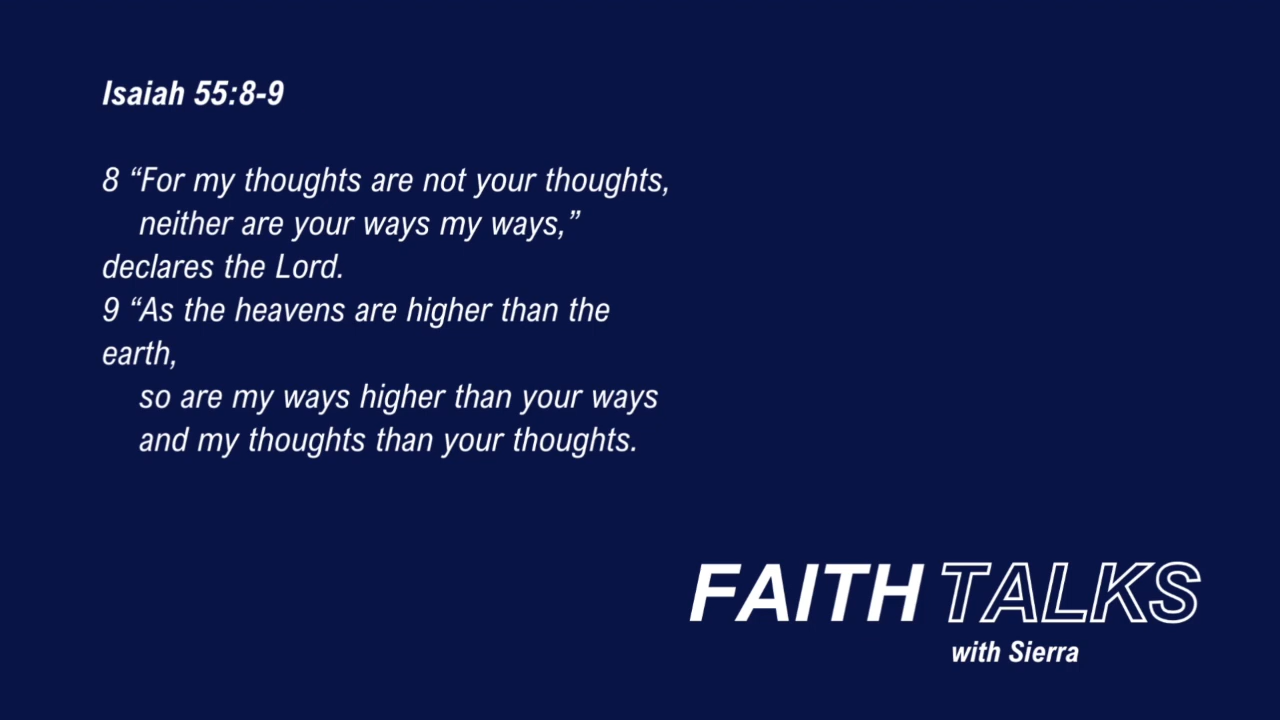 Isaiah 55:8-9
8 “For my thoughts are not your thoughts,
neither are your ways my ways,”
declares the Lord.
9 “As the heavens are higher than the
earth,
so are my ways higher than your ways
and my thoughts than your thoughts.
FAITH TALKS
with Sierra